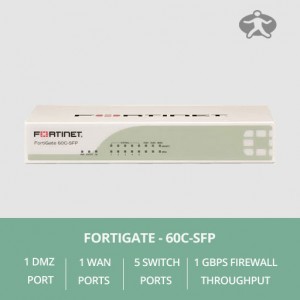 FORTINET
FERTINET
FortiGate 60C-SFP
FORTIGATE - 60C-SFP
1 DMZ PORT
1 WAN PORTS
5 SWITCH PORTS
1 GBPS FIREWALL THROUGHPUT